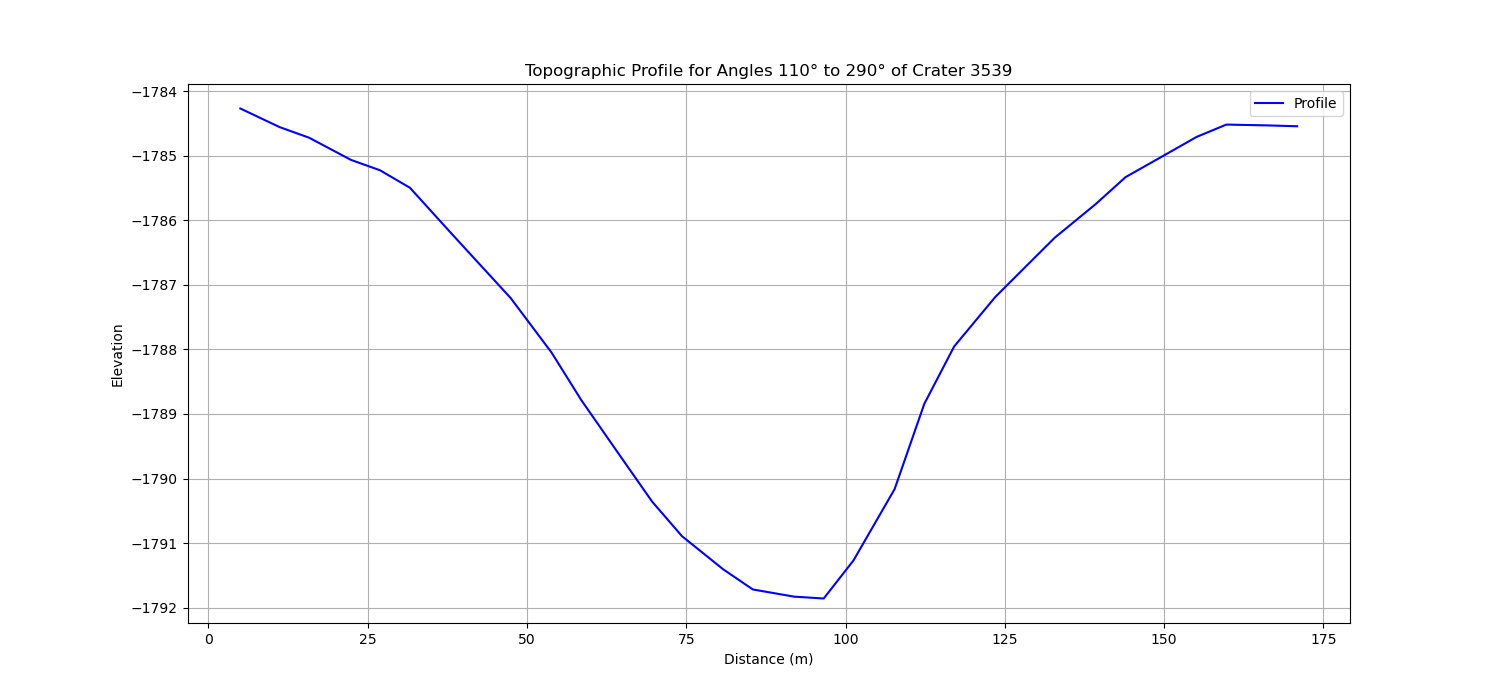 Topographic Profile for Angles 110° to 290° of Crater 3539
Profile
−1784
−1785
−1786
−1787
−1788
−1789
−1790
−1791
−1792
Elevation
0 25 50 75 100 125 150 175
Distance (m)